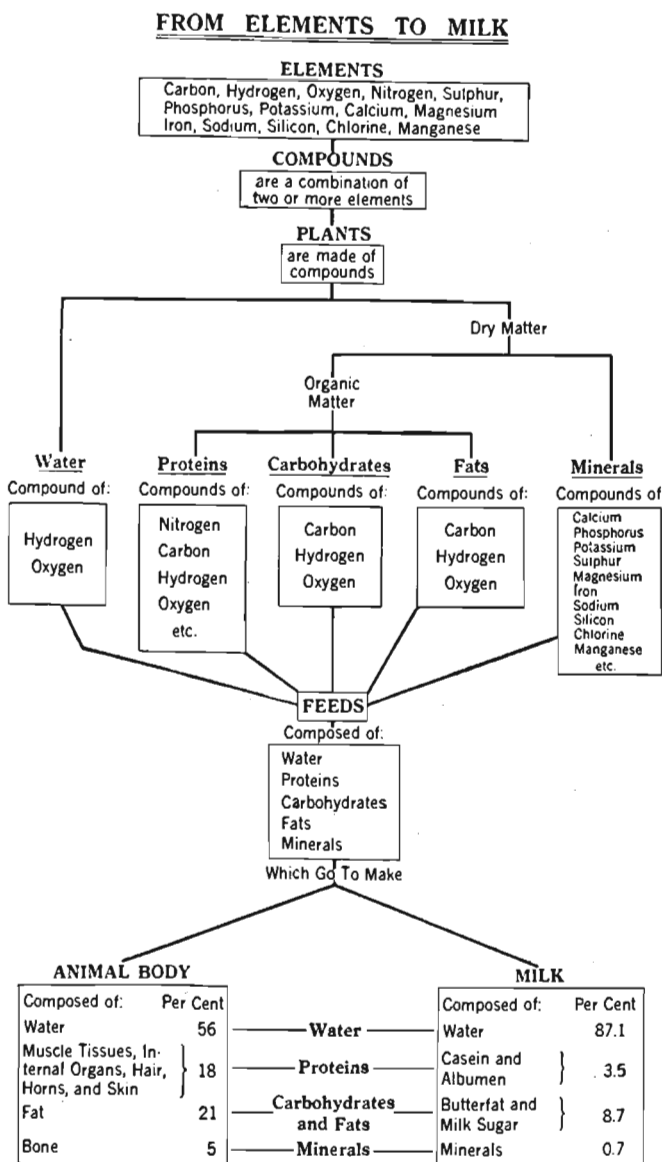 FROM ELEMENTS TO MILK
ELEMENTS
Carbon, Hydrogen, Oxygen, Nitrogen, Sulphur,
Phosphorus, Potassium, Calcium, Magnesium
Iron, Sodium, Silicon, Chlorine, Manganese
COMPOUNDS
are a combination of
two or more elements
PLANTS
are made of
compounds
Dry Matter
Organic
Matter
Water
Compound of:
Hydrogen
Oxygen
Proteins
Compounds of:
Nitrogen
Carbon
Hydrogen
Oxygen
etc.
Carbohydrates
Compounds of:
Carbon
Hydrogen
Oxygen
Fats
Compounds of:
Carbon
Hydrogen
Oxygen
Minerals
Compounds of
Calcium
Phosphorus
Potassium
Sulphur
Magnesium
Iron
Sodium
Silicon
Chlorine
Manganese
etc.
FEEDS
Composed of:
Water
Proteins
Carbohydrates
Fats
Minerals
Which Go To Make
ANIMAL BODY
Composed of: Per Cent
Water 56
Muscle Tissues, In-
ternal Organs, Hair, 18
Horns, and Skin
Fat 21
Bone 5
Water
Proteins
Carbohydrates
and Fats
Minerals
MILK
Composed of: Per Cent
Water 87.1
Casein and
Albumen 3.5
Butterfat and
Milk Sugar 8.7
Minerals 0.7